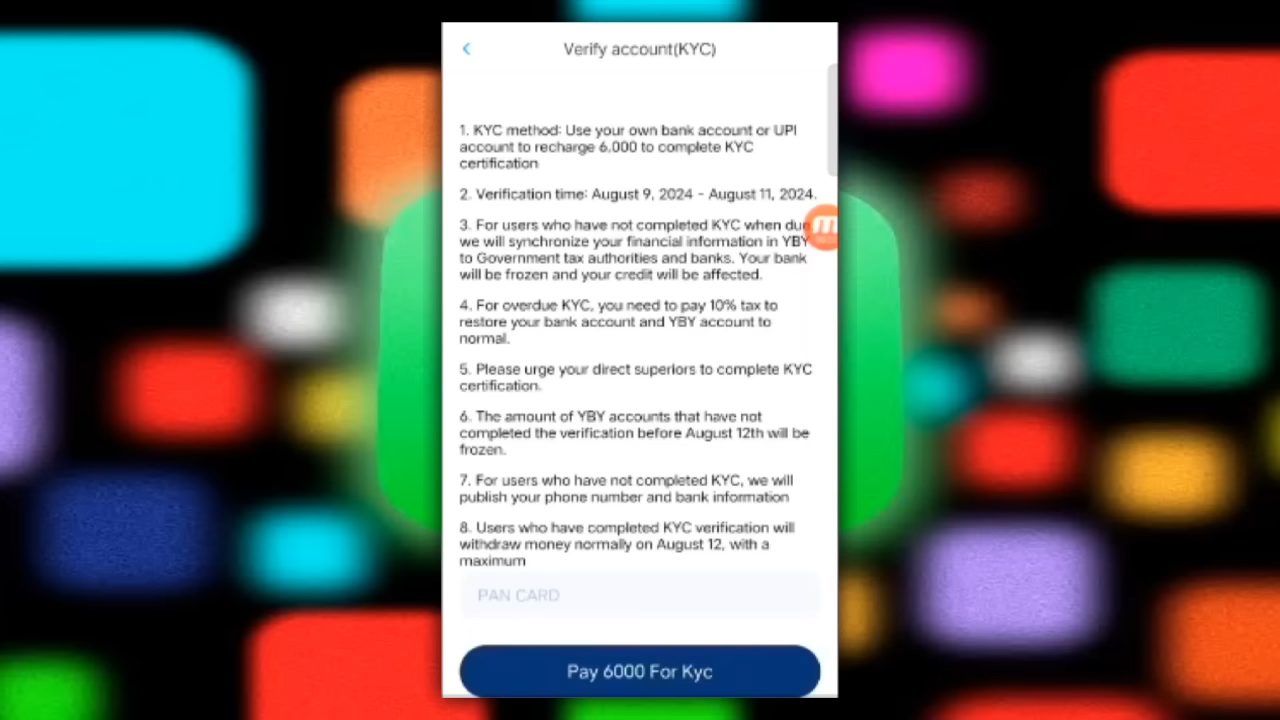 Verify account(KYC)
1. KYC method: Use your own bank account or UPI
account to recharge 6,000 to complete KYC
certification
2. Verification time: August 9, 2024 - August 11, 2024.
3. For users who have not completed KYC when due
we will synchronize your financial information in YBY
to Government tax authorities and banks. Your bank
will be frozen and your credit will be affected.
4. For overdue KYC, you need to pay 10% tax to
restore your bank account and YBY account to
normal.
5. Please urge your direct superiors to complete KYC
certification.
6. The amount of YBY accounts that have not
completed the verification before August 12th will be
frozen.
7. For users who have not completed KYC, we will
publish your phone number and bank information
8. Users who have completed KYC verification will
withdraw money normally on August 12, with a
maximum
PAN CARD
Pay 6000 For Kyc